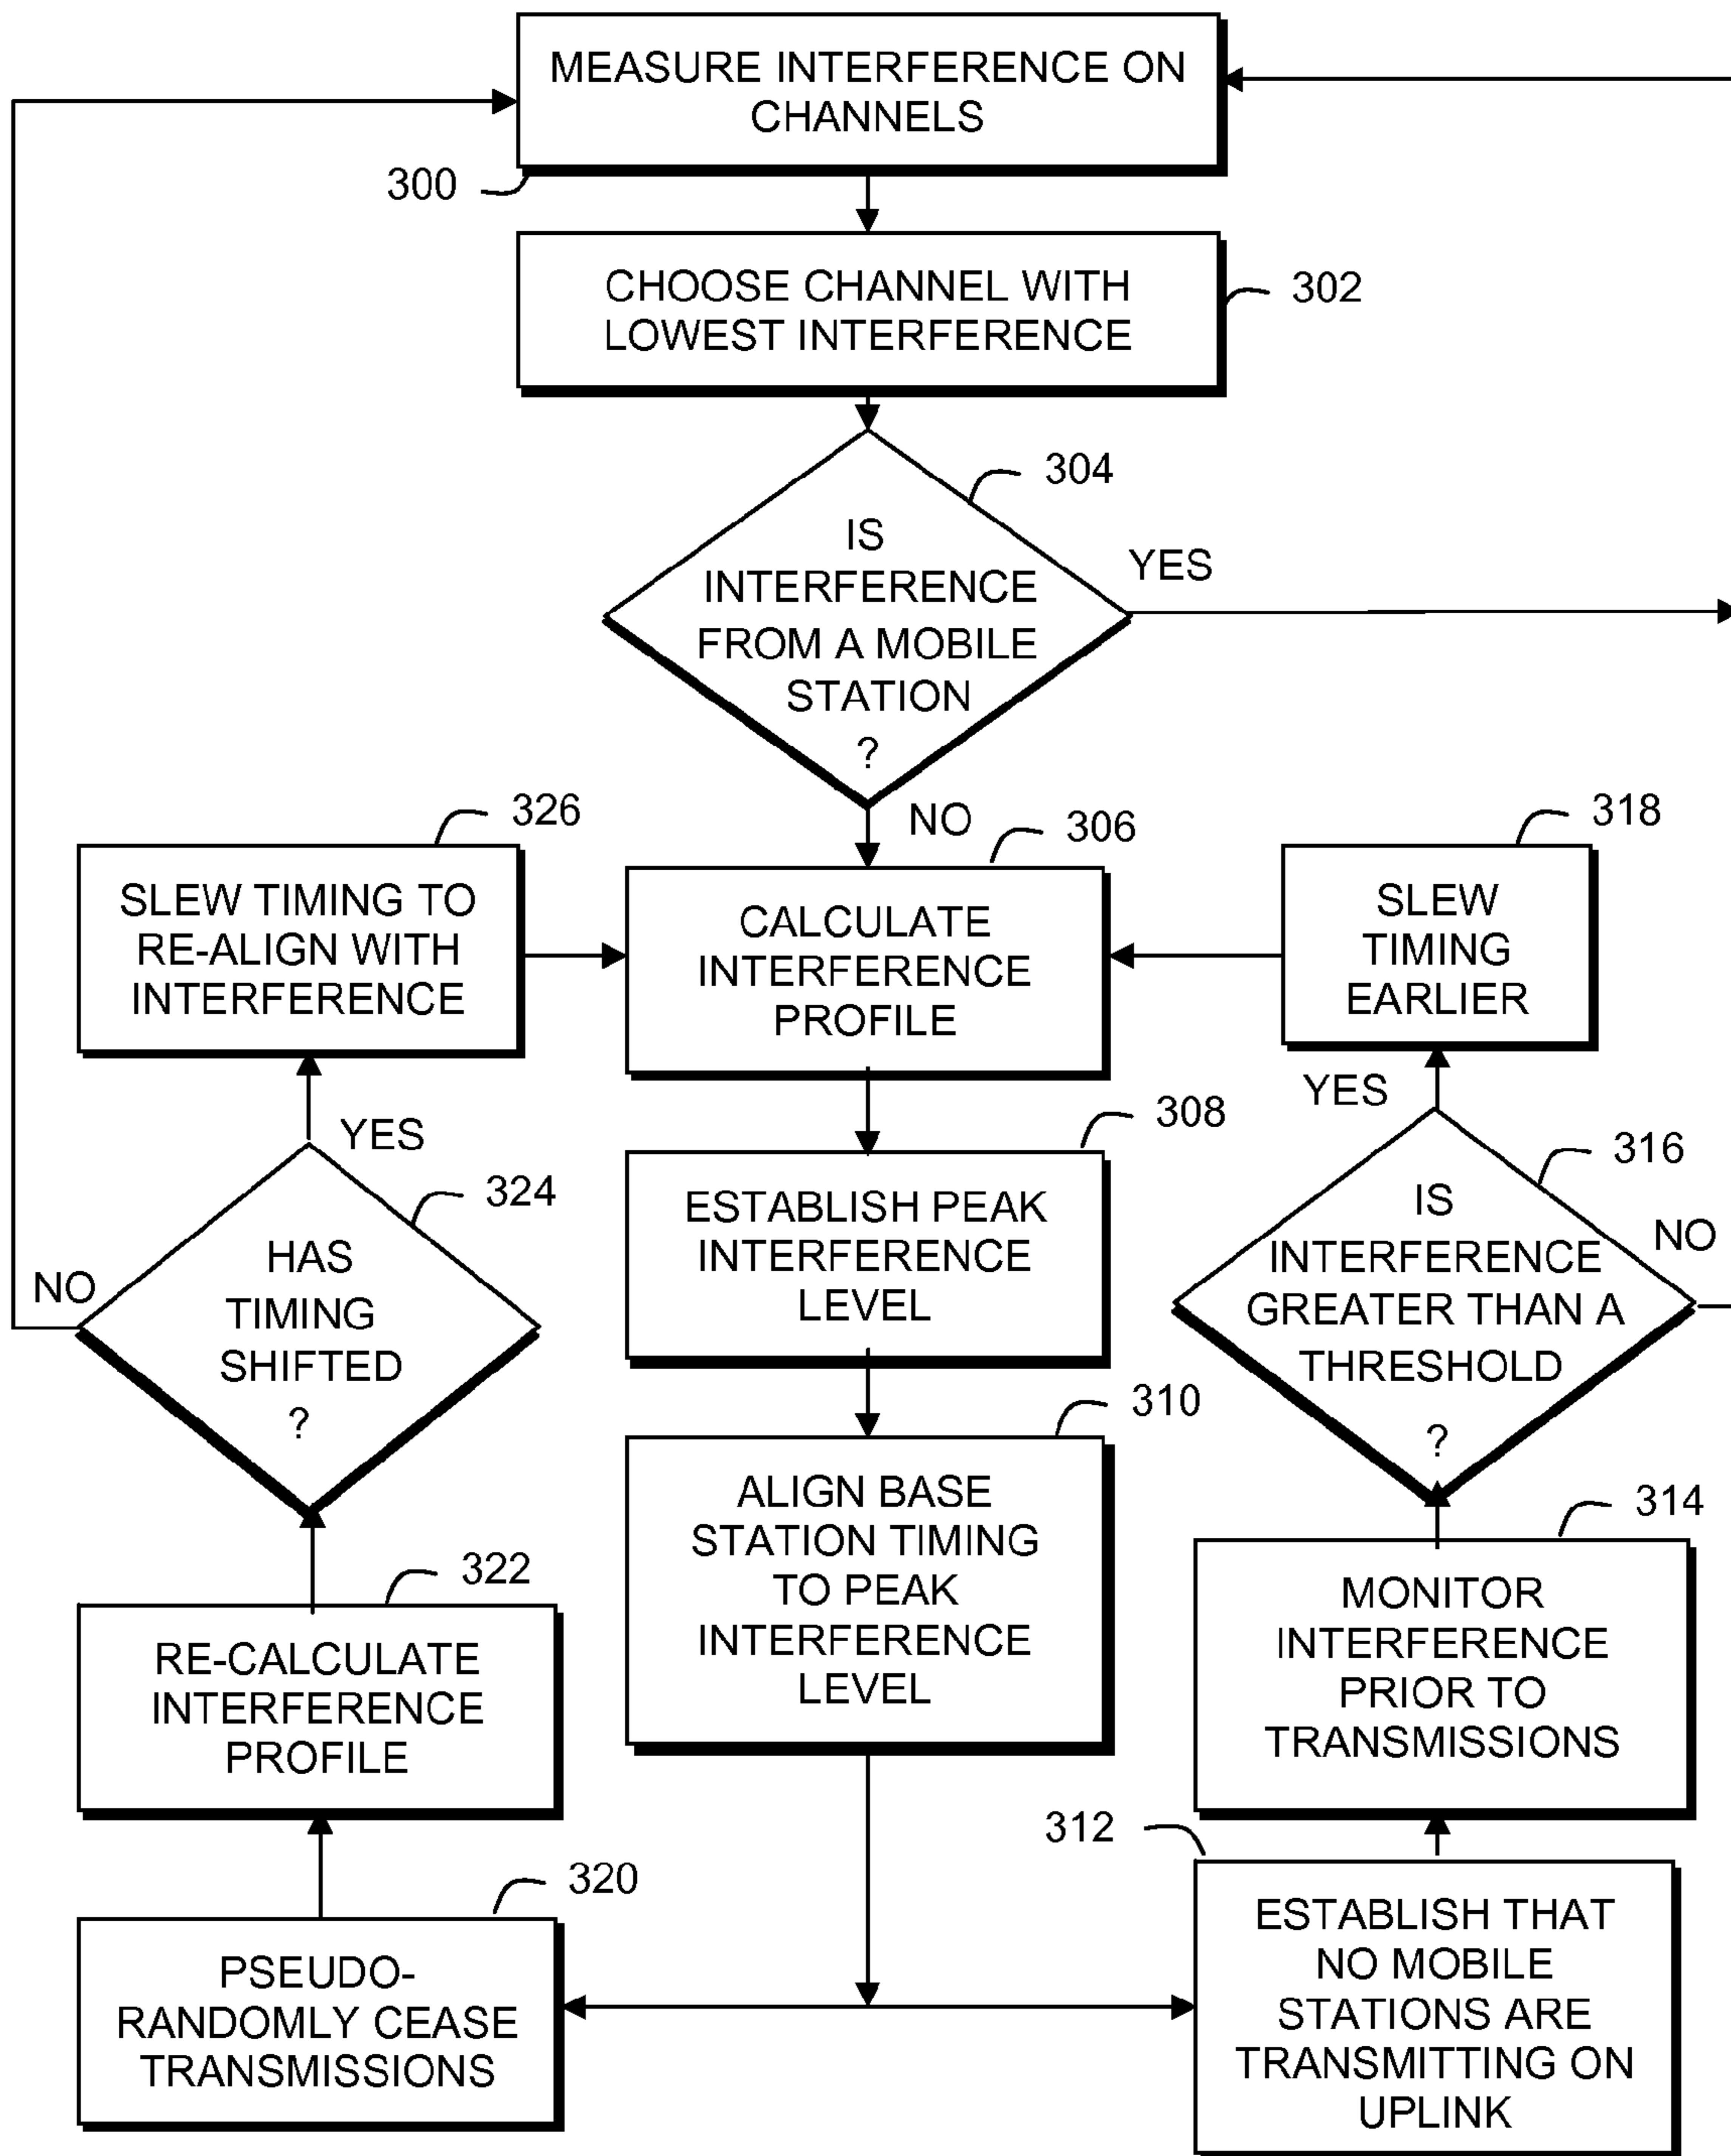 MEASURE INTERFERENCE ON
CHANNELS
300
CHOOSE CHANNEL WITH
LOWEST INTERFERENCE
302
304
IS
INTERFERENCE
FROM A MOBILE
STATION
?
YES
NO
306
CALCULATE
INTERFERENCE
PROFILE
326
SLEW TIMING TO
RE-ALIGN WITH
INTERFERENCE
318
SLEW
TIMING
EARLIER
YES
308
ESTABLISH PEAK
INTERFERENCE
LEVEL
YES
324
HAS
TIMING
SHIFTED
?
NO
316
IS
INTERFERENCE
GREATER THAN A
THRESHOLD
?
NO
310
ALIGN BASE
STATION TIMING
TO PEAK
INTERFERENCE
LEVEL
322
RE-CALCULATE
INTERFERENCE
PROFILE
314
MONITOR
INTERFERENCE
PRIOR TO
TRANSMISSIONS
320
PSEUDO-
RANDOMLY CEASE
TRANSMISSIONS
312
ESTABLISH THAT
NO MOBILE
STATIONS ARE
TRANSMITTING ON
UPLINK